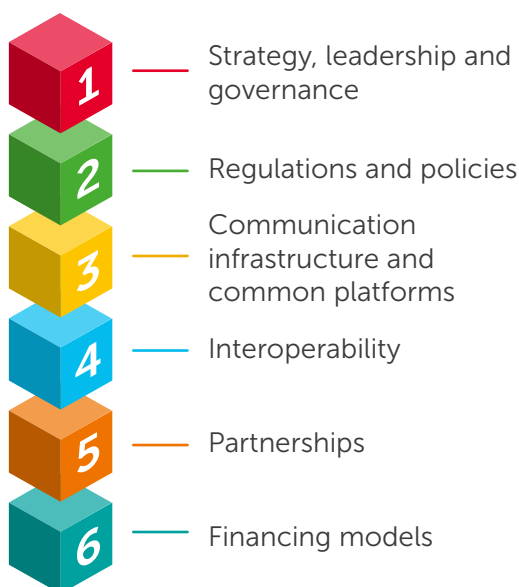 1
Strategy, leadership and
governance
2
Regulations and policies
3
Communication
infrastructure and
common platforms
4
Interoperability
5
Partnerships
6
Financing models